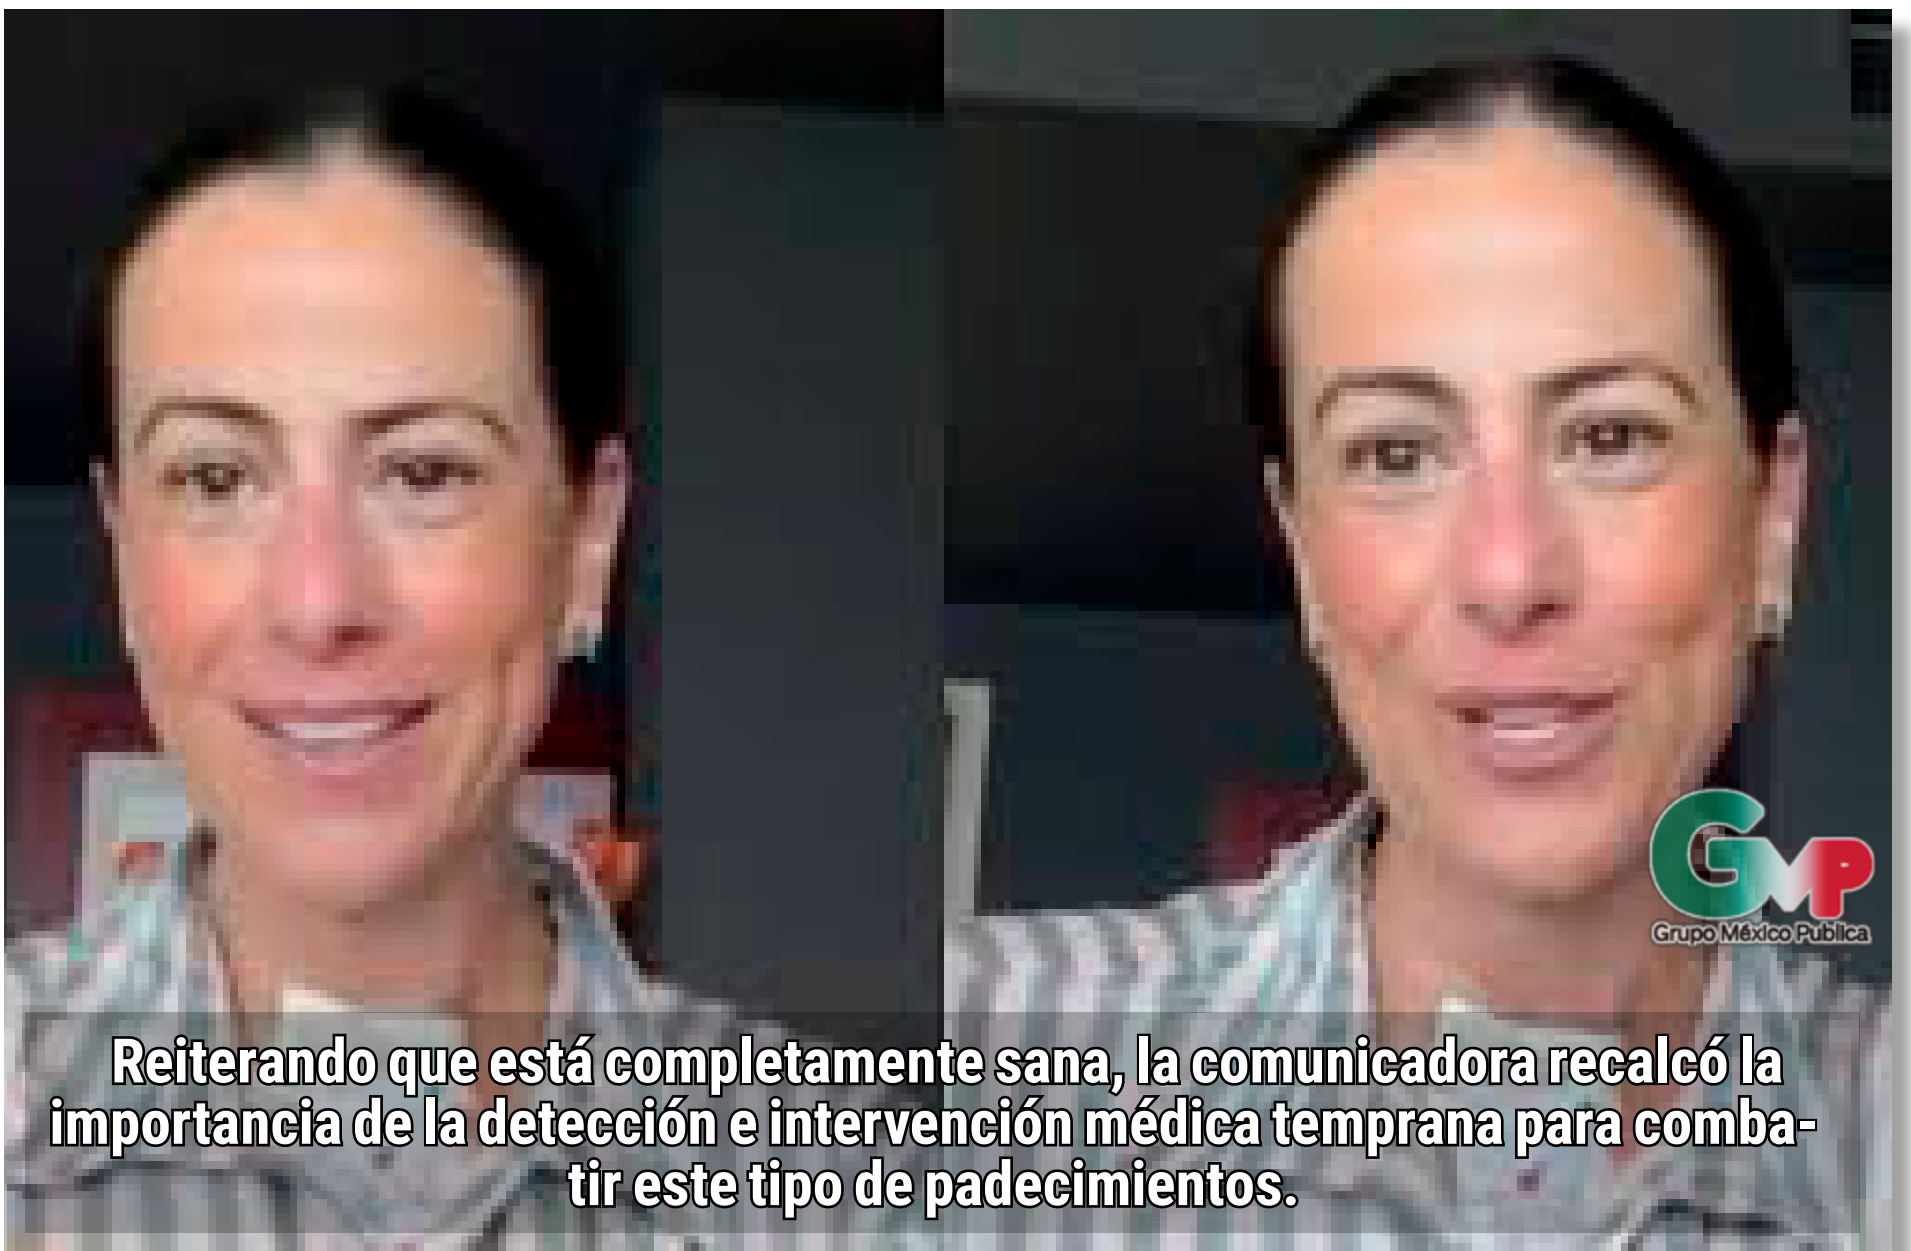 GMP
Grupo México Publica
Reiterando que está completamente sana, la comunicadora recalcó la
importancia de la detección e intervención médica temprana para comba-
tir este tipo de padecimientos.